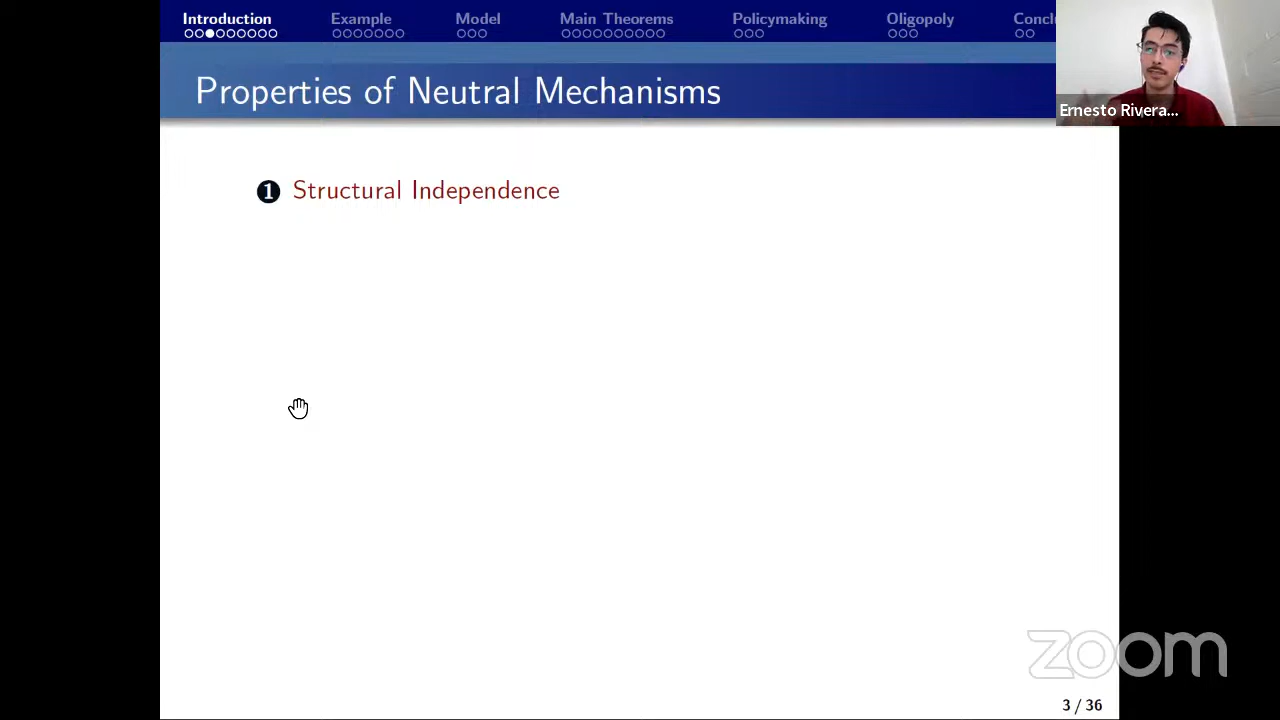 Introduction Example Model Main Theorems Policymaking Oligopoly
Ernesto Rivera...
Properties of Neutral Mechanisms
1 Structural Independence
zoom
3 / 36